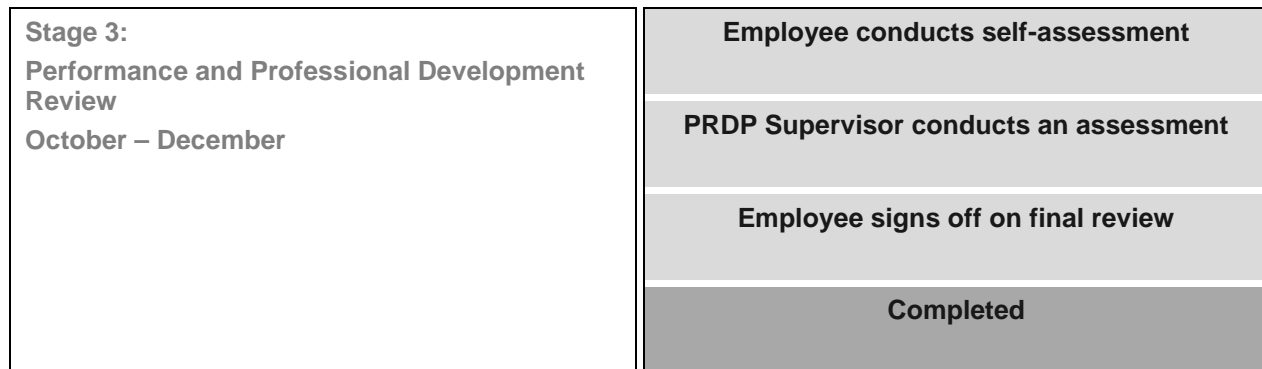 Stage 3:
Performance and Professional Development
Review
October – December
Employee conducts self-assessment
PRDP Supervisor conducts an assessment
Employee signs off on final review
Completed